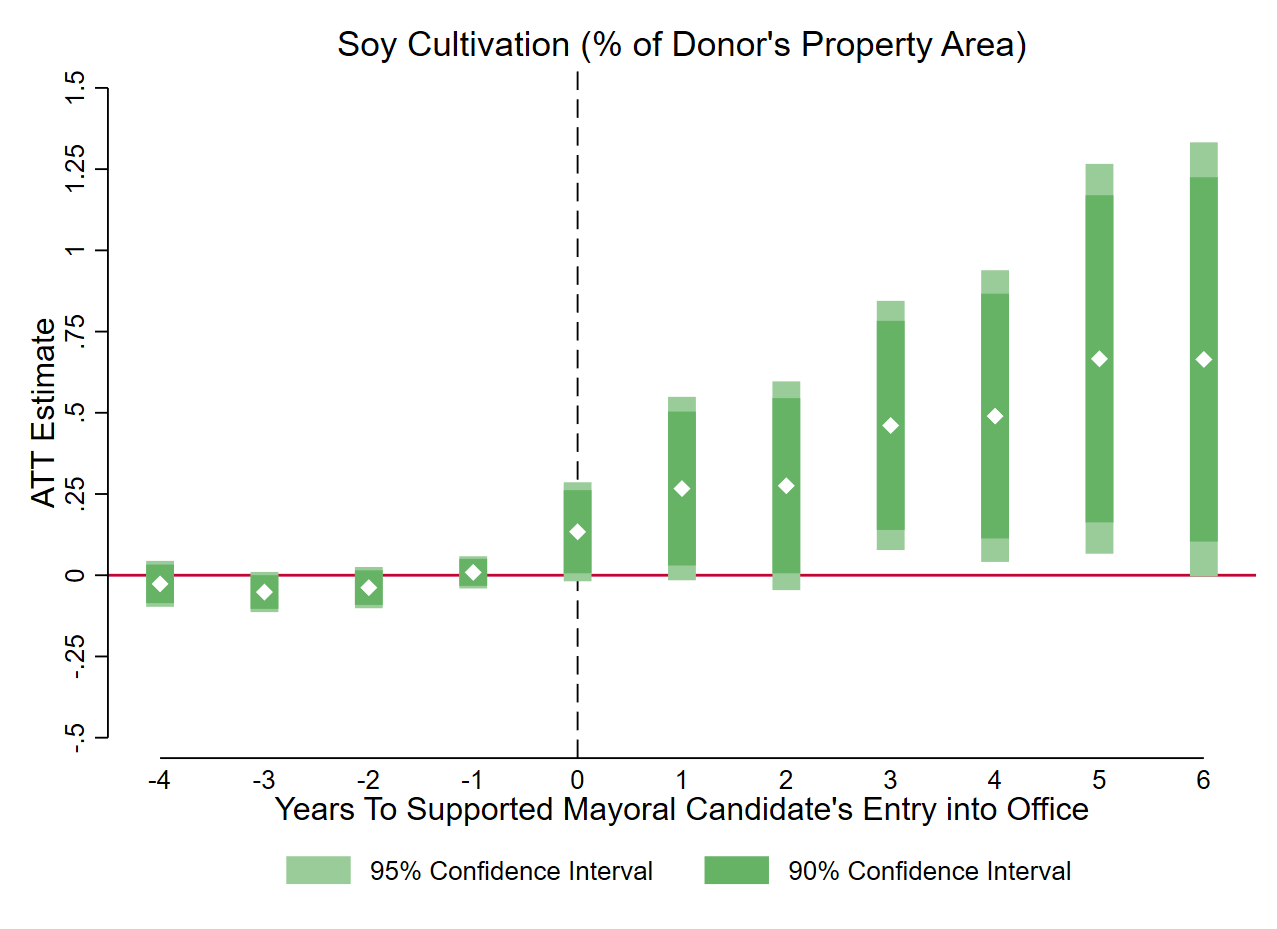 Soy Cultivation (% of Donor's Property Area)
ATT Estimate
1.5
1.25
1
.75
.5
.25
0
-.25
-.5
-4 -3 -2 -1 0 1 2 3 4 5 6
Years To Supported Mayoral Candidate's Entry into Office
95% Confidence Interval 90% Confidence Interval